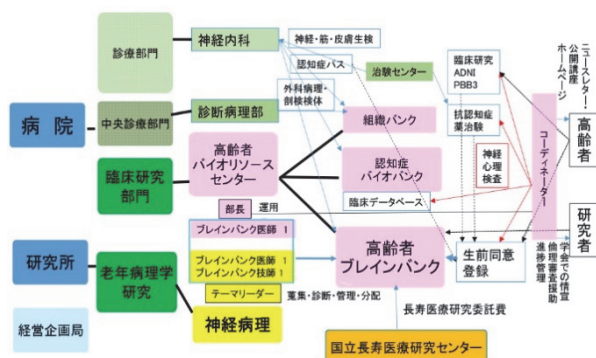 診療部門
神経内科
神経・筋・皮膚生検
認知症パス
治験センター
臨床研究
ADNI
PBB3
ニュースレター・
公開講座
ホームページ
高齢者
病院
中央診療部門
診断病理部
外科病理・
剖検検体
組織バンク
抗認知症
薬治験
コーディネーター
臨床研究
部門
高齢者
バイオリソース
センター
認知症
バイオバンク
神経
心理
検査
臨床データベース
部長
運用
研究者
ブレインバンク医師 1
ブレインバンク医師 1
ブレインバンク技師 1
高齢者
ブレインバンク
生前同意
登録
学会での情宣
倫理審査援助
進捗管理
研究所
老年病理学
研究
テーマリーダー
蒐集・診断・管理・分配
神経病理
経営企画局
長寿医療研究委託費
国立長寿医療研究センター